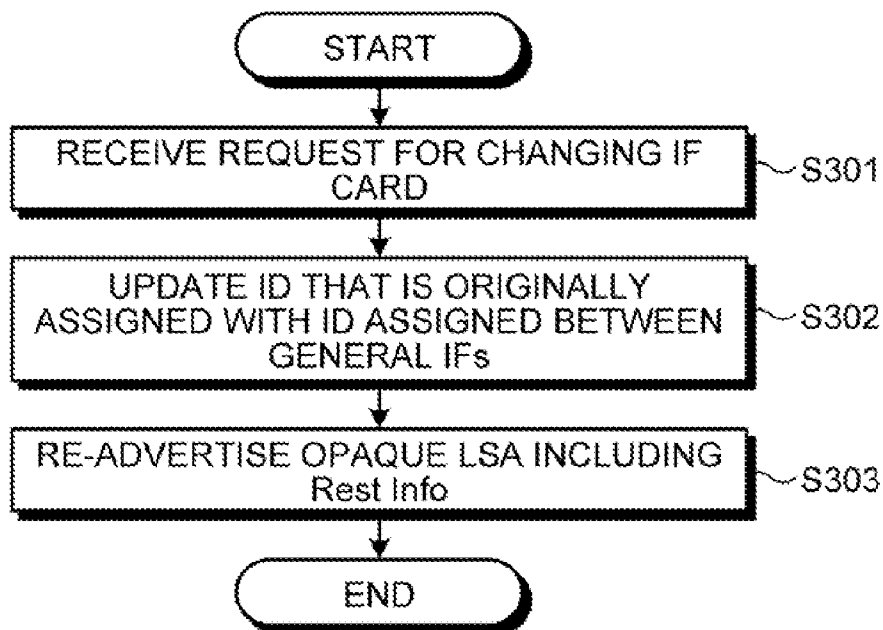 START
RECEIVE REQUEST FOR CHANGING IF
CARD
S301
UPDATE ID THAT IS ORIGINALLY
ASSIGNED WITH ID ASSIGNED BETWEEN
GENERAL IFs
S302
RE-ADVERTISE OPAQUE LSA INCLUDING
Rest Info
S303
END